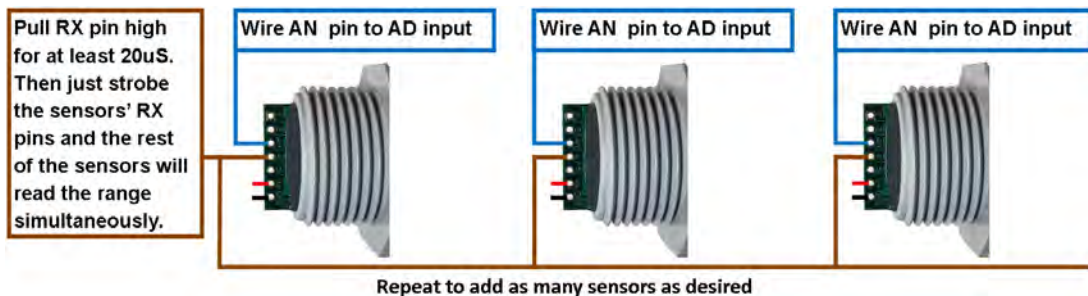 Pull RX pin high
for at least 20uS.
Then just strobe
the sensors' RX
pins and the rest
of the sensors will
read the range
simultaneously.
Wire AN pin to AD input
Wire AN pin to AD input
Wire AN pin to AD input
Repeat to add as many sensors as desired